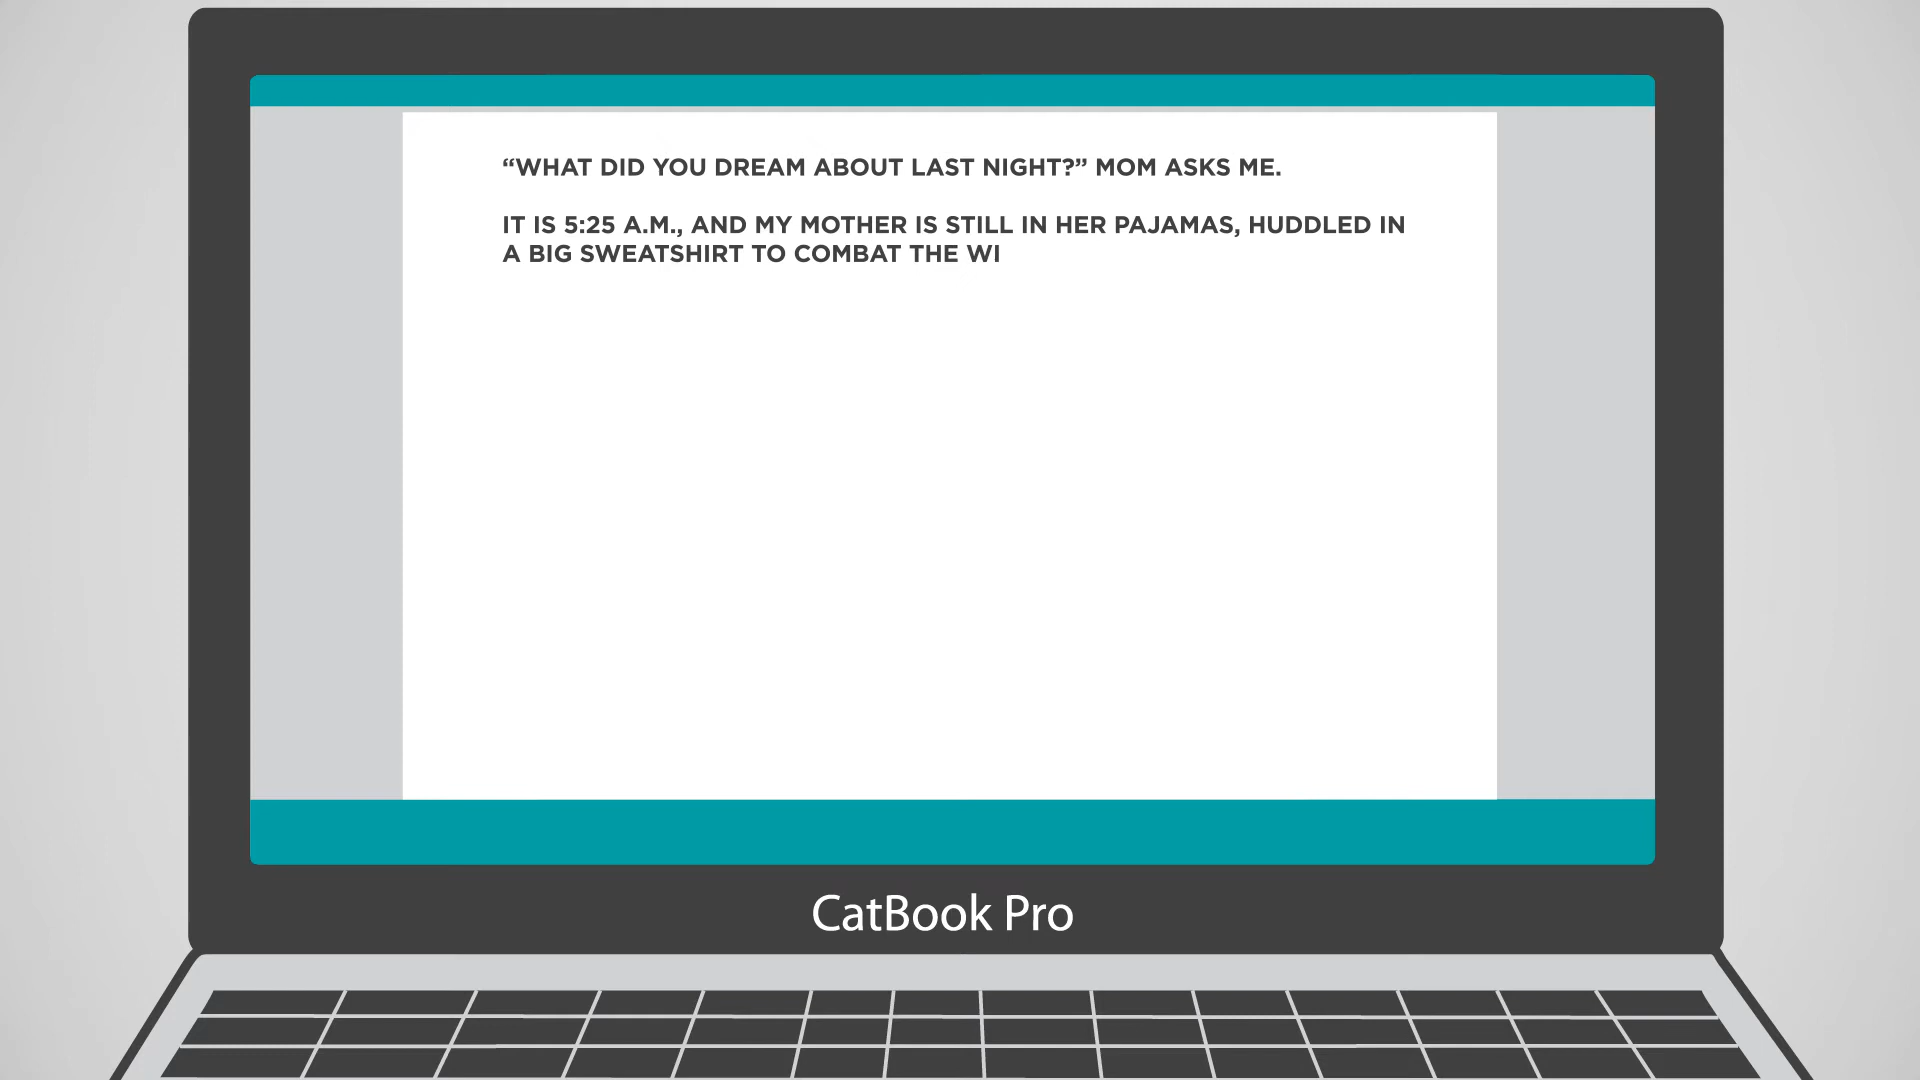 “WHAT DID YOU DREAM ABOUT LAST NIGHT?” MOM ASKS ME.
IT IS 5:25 A.M., AND MY MOTHER IS STILL IN HER PAJAMAS, HUDDLED IN
A BIG SWEATSHIRT TO COMBAT THE WI
CatBook Pro